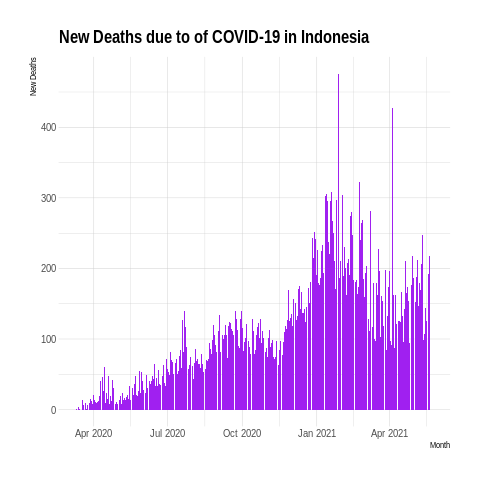 New Deaths due to of COVID-19 in Indonesia
New Deaths
400
300
200
100
0
Apr 2020 Jul 2020 Oct 2020 Jan 2021 Apr 2021
Month